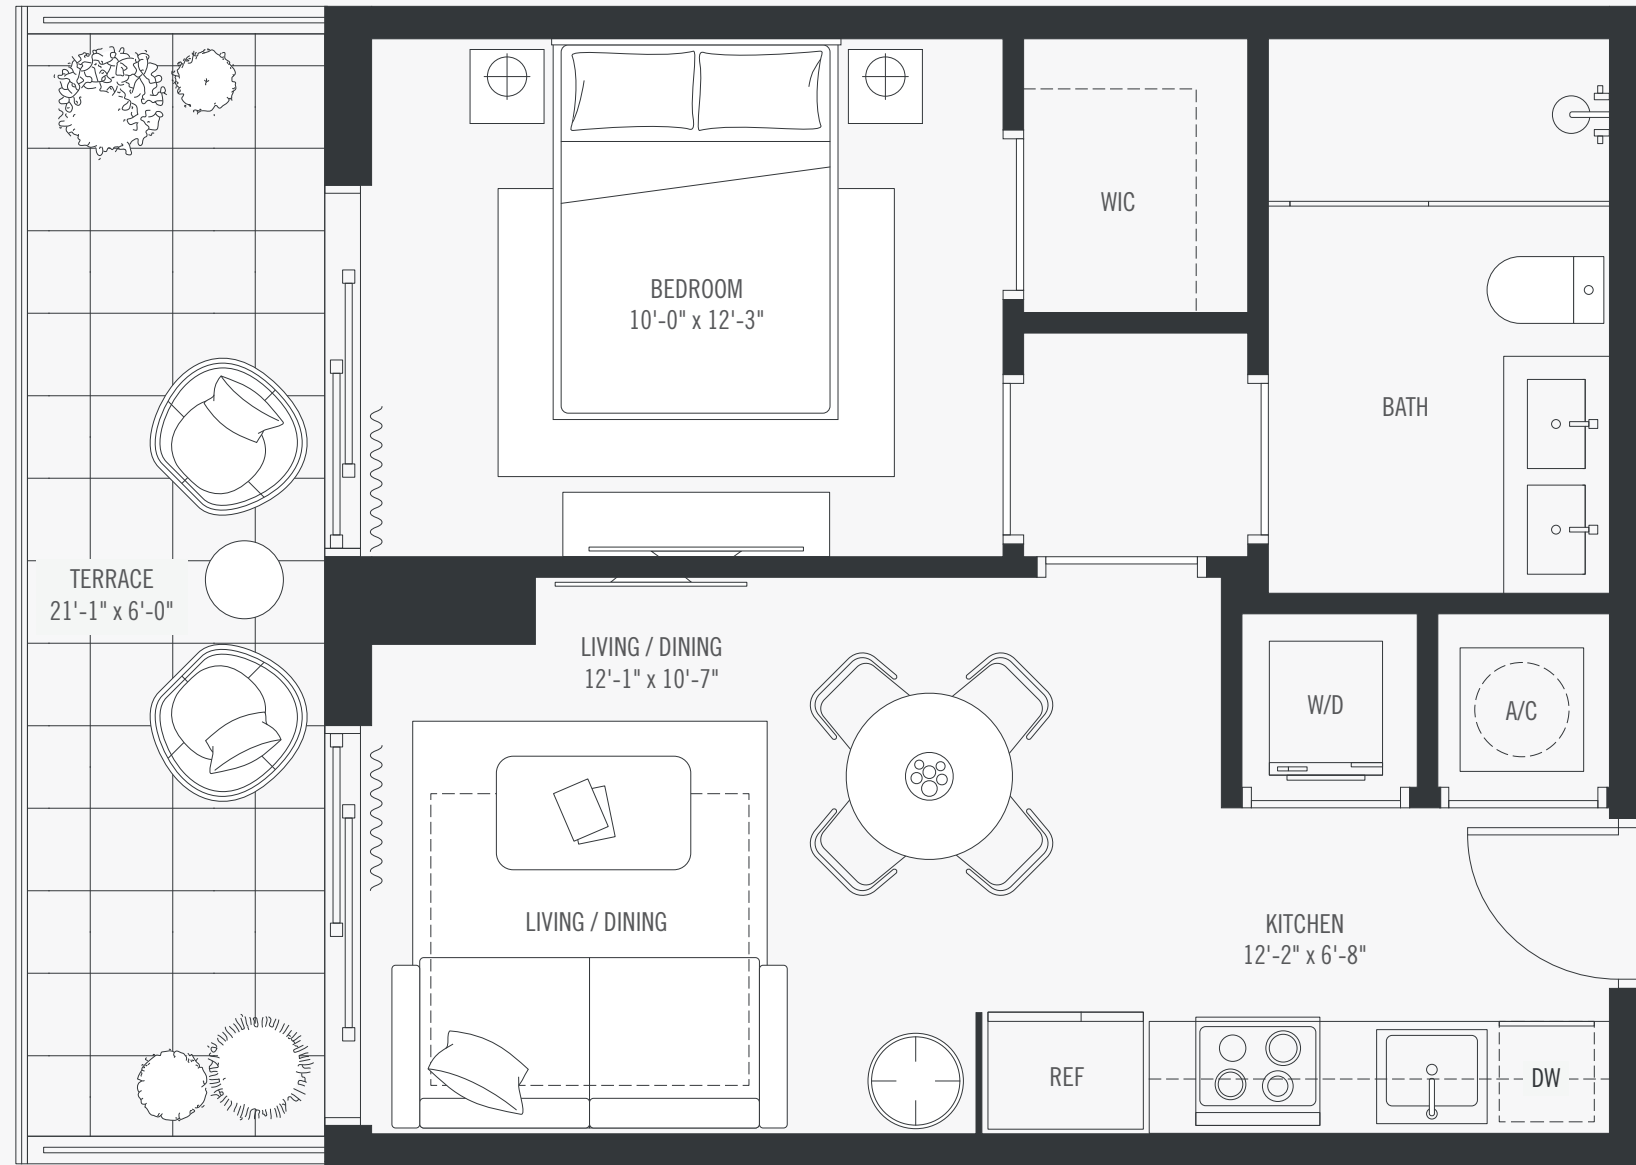 WIC
BEDROOM
10'-0" x 12'-3"
BATH
TERRACE
21'-1" x 6'-0"
LIVING / DINING
12'-1" x 10'-7"
W/D
A/C
LIVING / DINING
KITCHEN
12'-2" x 6'-8"
REF
DW